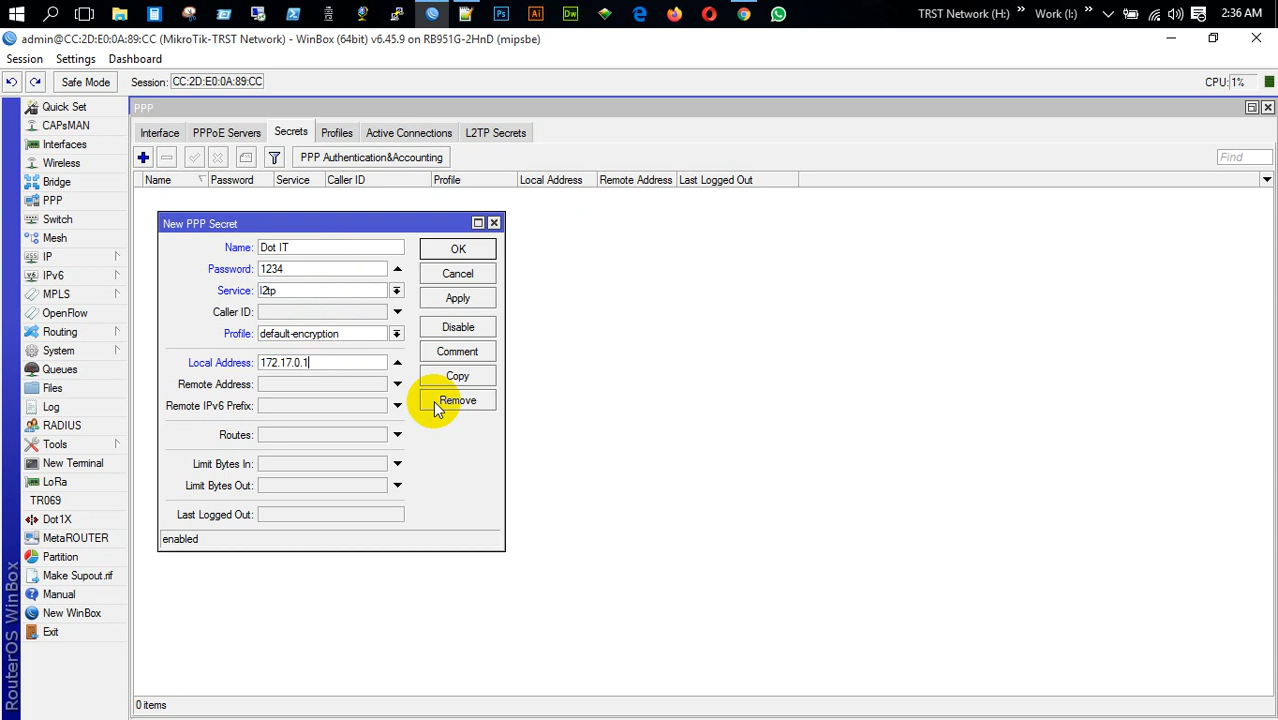 TRST Network (H:) » Work (I:) 2:36 AM
admin@CC:2D:E0:0A:89:CC (MikroTik-TRST Network) - WinBox (64bit) v6.45.9 on RB951G-2HnD (mipsbe)
Session Settings Dashboard
Safe Mode Session: CC:2D:E0:0A:89:CC CPU: 1%
Quick Set
CAPsMAN
Interfaces
Wireless
Bridge
PPP
Switch
Mesh
IP
IPv6
MPLS
OpenFlow
Routing
System
Queues
Files
Log
RADIUS
Tools
New Terminal
LoRa
TR069
Dot1X
MetaROUTER
Partition
Make Supout.rif
Manual
New WinBox
Exit
RouterOS WinBox
PPP
Interface PPPoE Servers Secrets Profiles Active Connections L2TP Secrets
PPP Authentication&Accounting Find
Name Password Service Caller ID Profile Local Address Remote Address Last Logged Out
New PPP Secret
Name: Dot IT
Password: 1234
Service: l2tp
Caller ID:
Profile: default-encryption
Local Address: 172.17.0.1
Remote Address:
Remote IPv6 Prefix:
Routes:
Limit Bytes In:
Limit Bytes Out:
Last Logged Out:
enabled
OK
Cancel
Apply
Disable
Comment
Copy
Remove
0 items